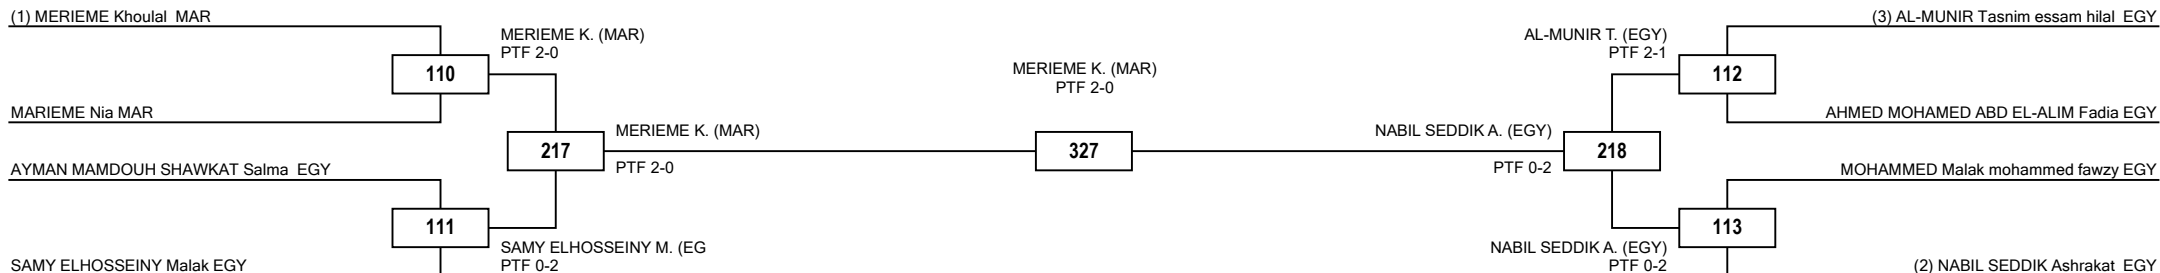 (1) MERIEME Khoulal MAR
MERIEME K. (MAR)
PTF 2-0
110
MARIEME Nia MAR
MERIEME K. (MAR)
217
PTF 2-0
AYMAN MAMDOUH SHAWKAT Salma EGY
111
SAMY ELHOSSEINY M. (EG
PTF 0-2
SAMY ELHOSSEINY Malak EGY
MERIEME K. (MAR)
PTF 2-0
327
(3) AL-MUNIR Tasnim essam hilal EGY
AL-MUNIR T. (EGY)
PTF 2-1
112
AHMED MOHAMED ABD EL-ALIM Fadia EGY
NABIL SEDDIK A. (EGY)
218
PTF 0-2
MOHAMMED Malak mohammed fawzy EGY
113
NABIL SEDDIK A. (EGY)
PTF 0-2
(2) NABIL SEDDIK Ashrakat EGY